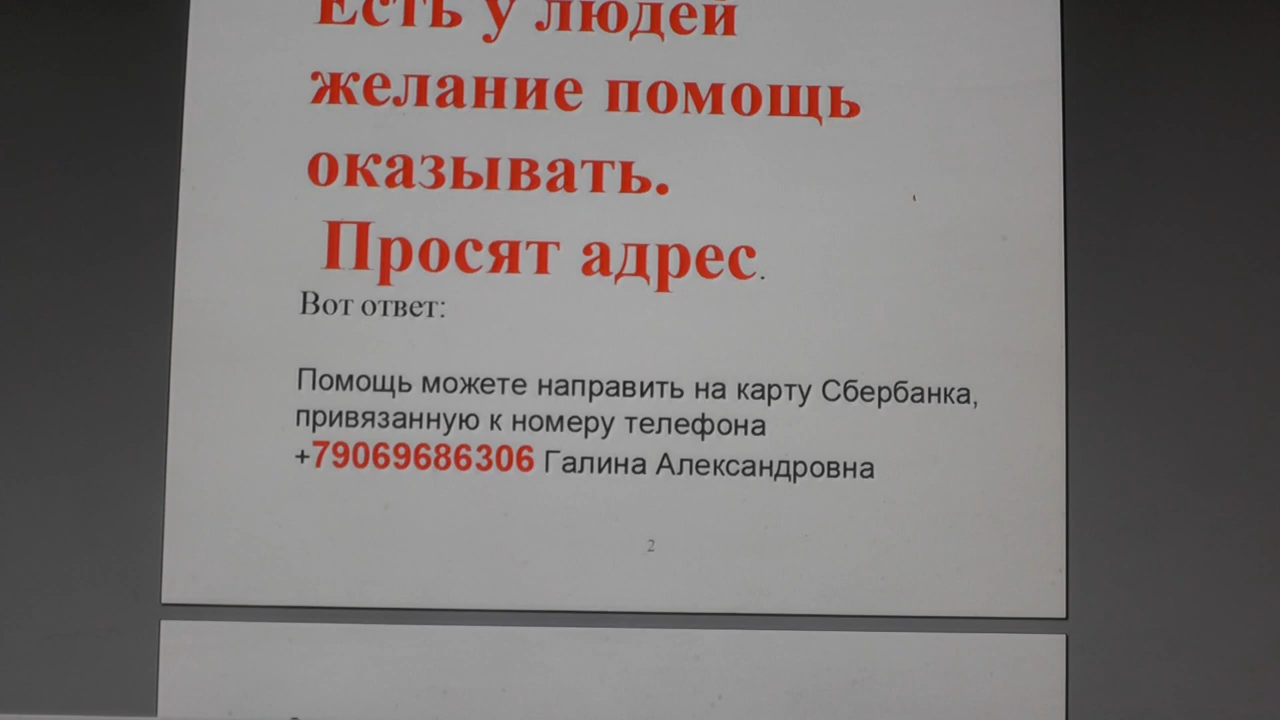 Есть у людей
желание помощь
оказывать.
Просят адрес.
Вот ответ:
Помощь можете направить на карту Сбербанка,
привязанную к номеру телефона
+79069686306 Галина Александровна
2